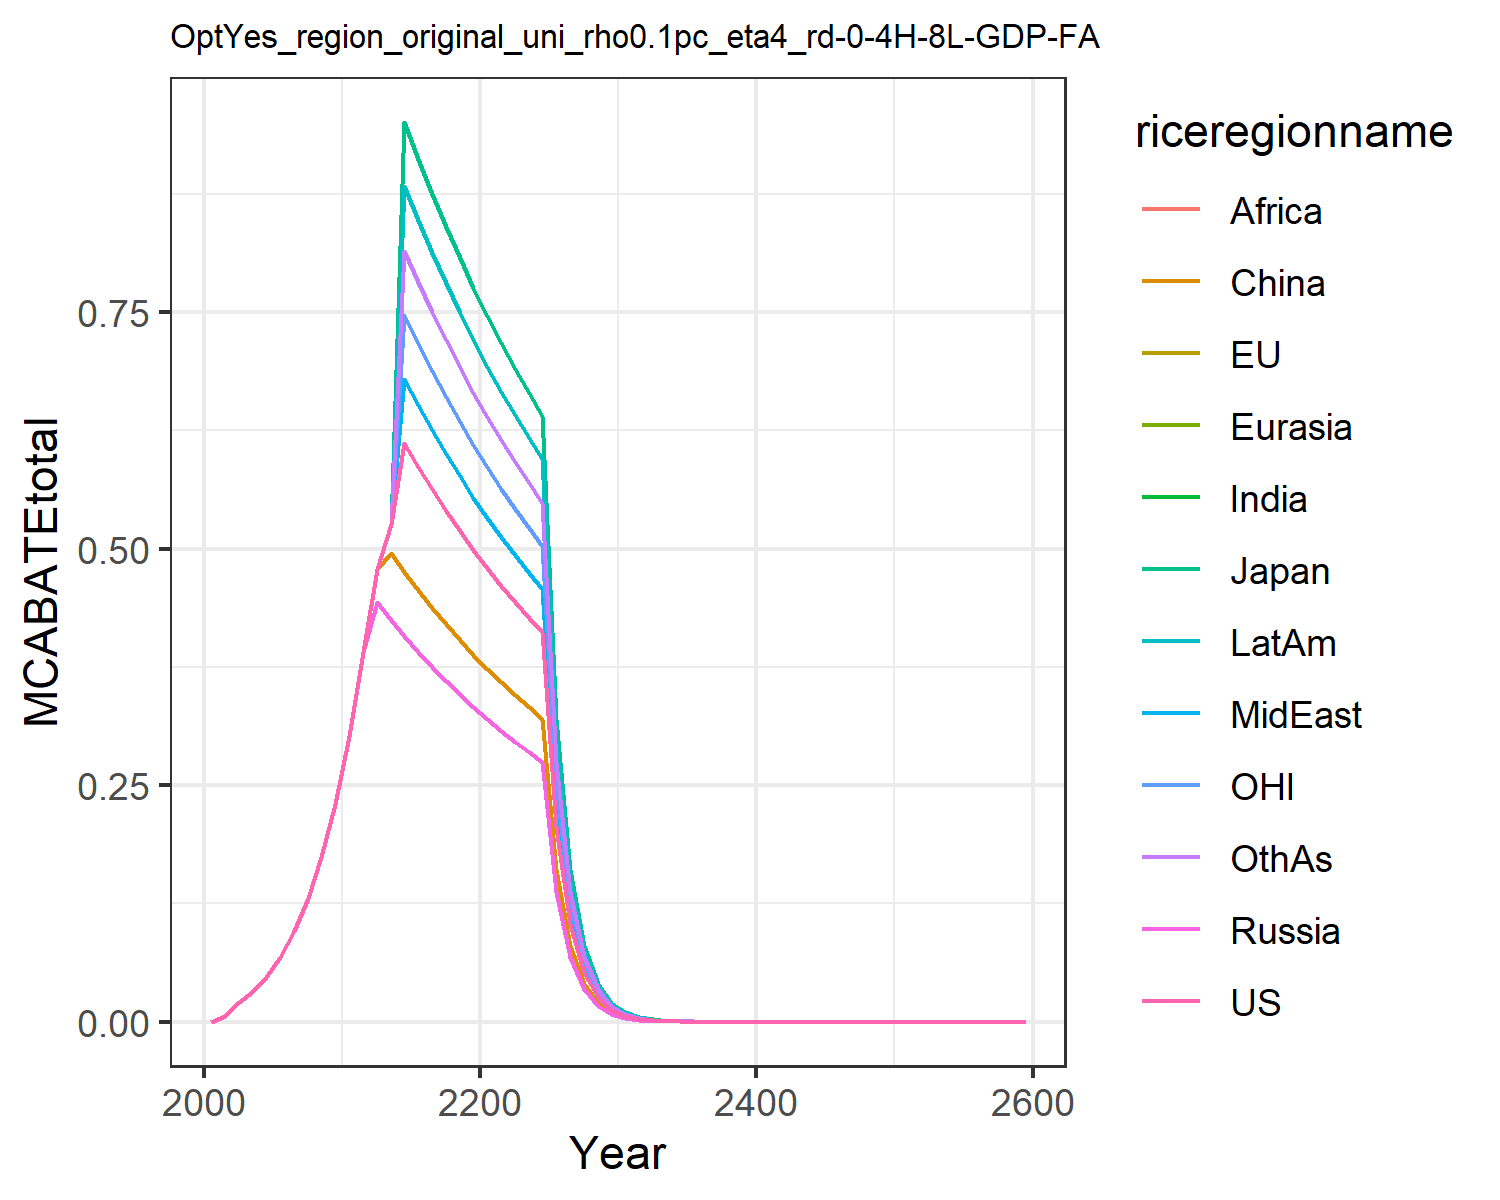 OptYes_region_original_uni_rho0.1pc_eta4_rd-0-4H-8L-GDP-FA
MCABATEtotal
0.75
0.50
0.25
0.00
2000
2200
2400
2600
Year
riceregionname
Africa
China
EU
Eurasia
India
Japan
LatAm
MidEast
OHI
OthAs
Russia
US